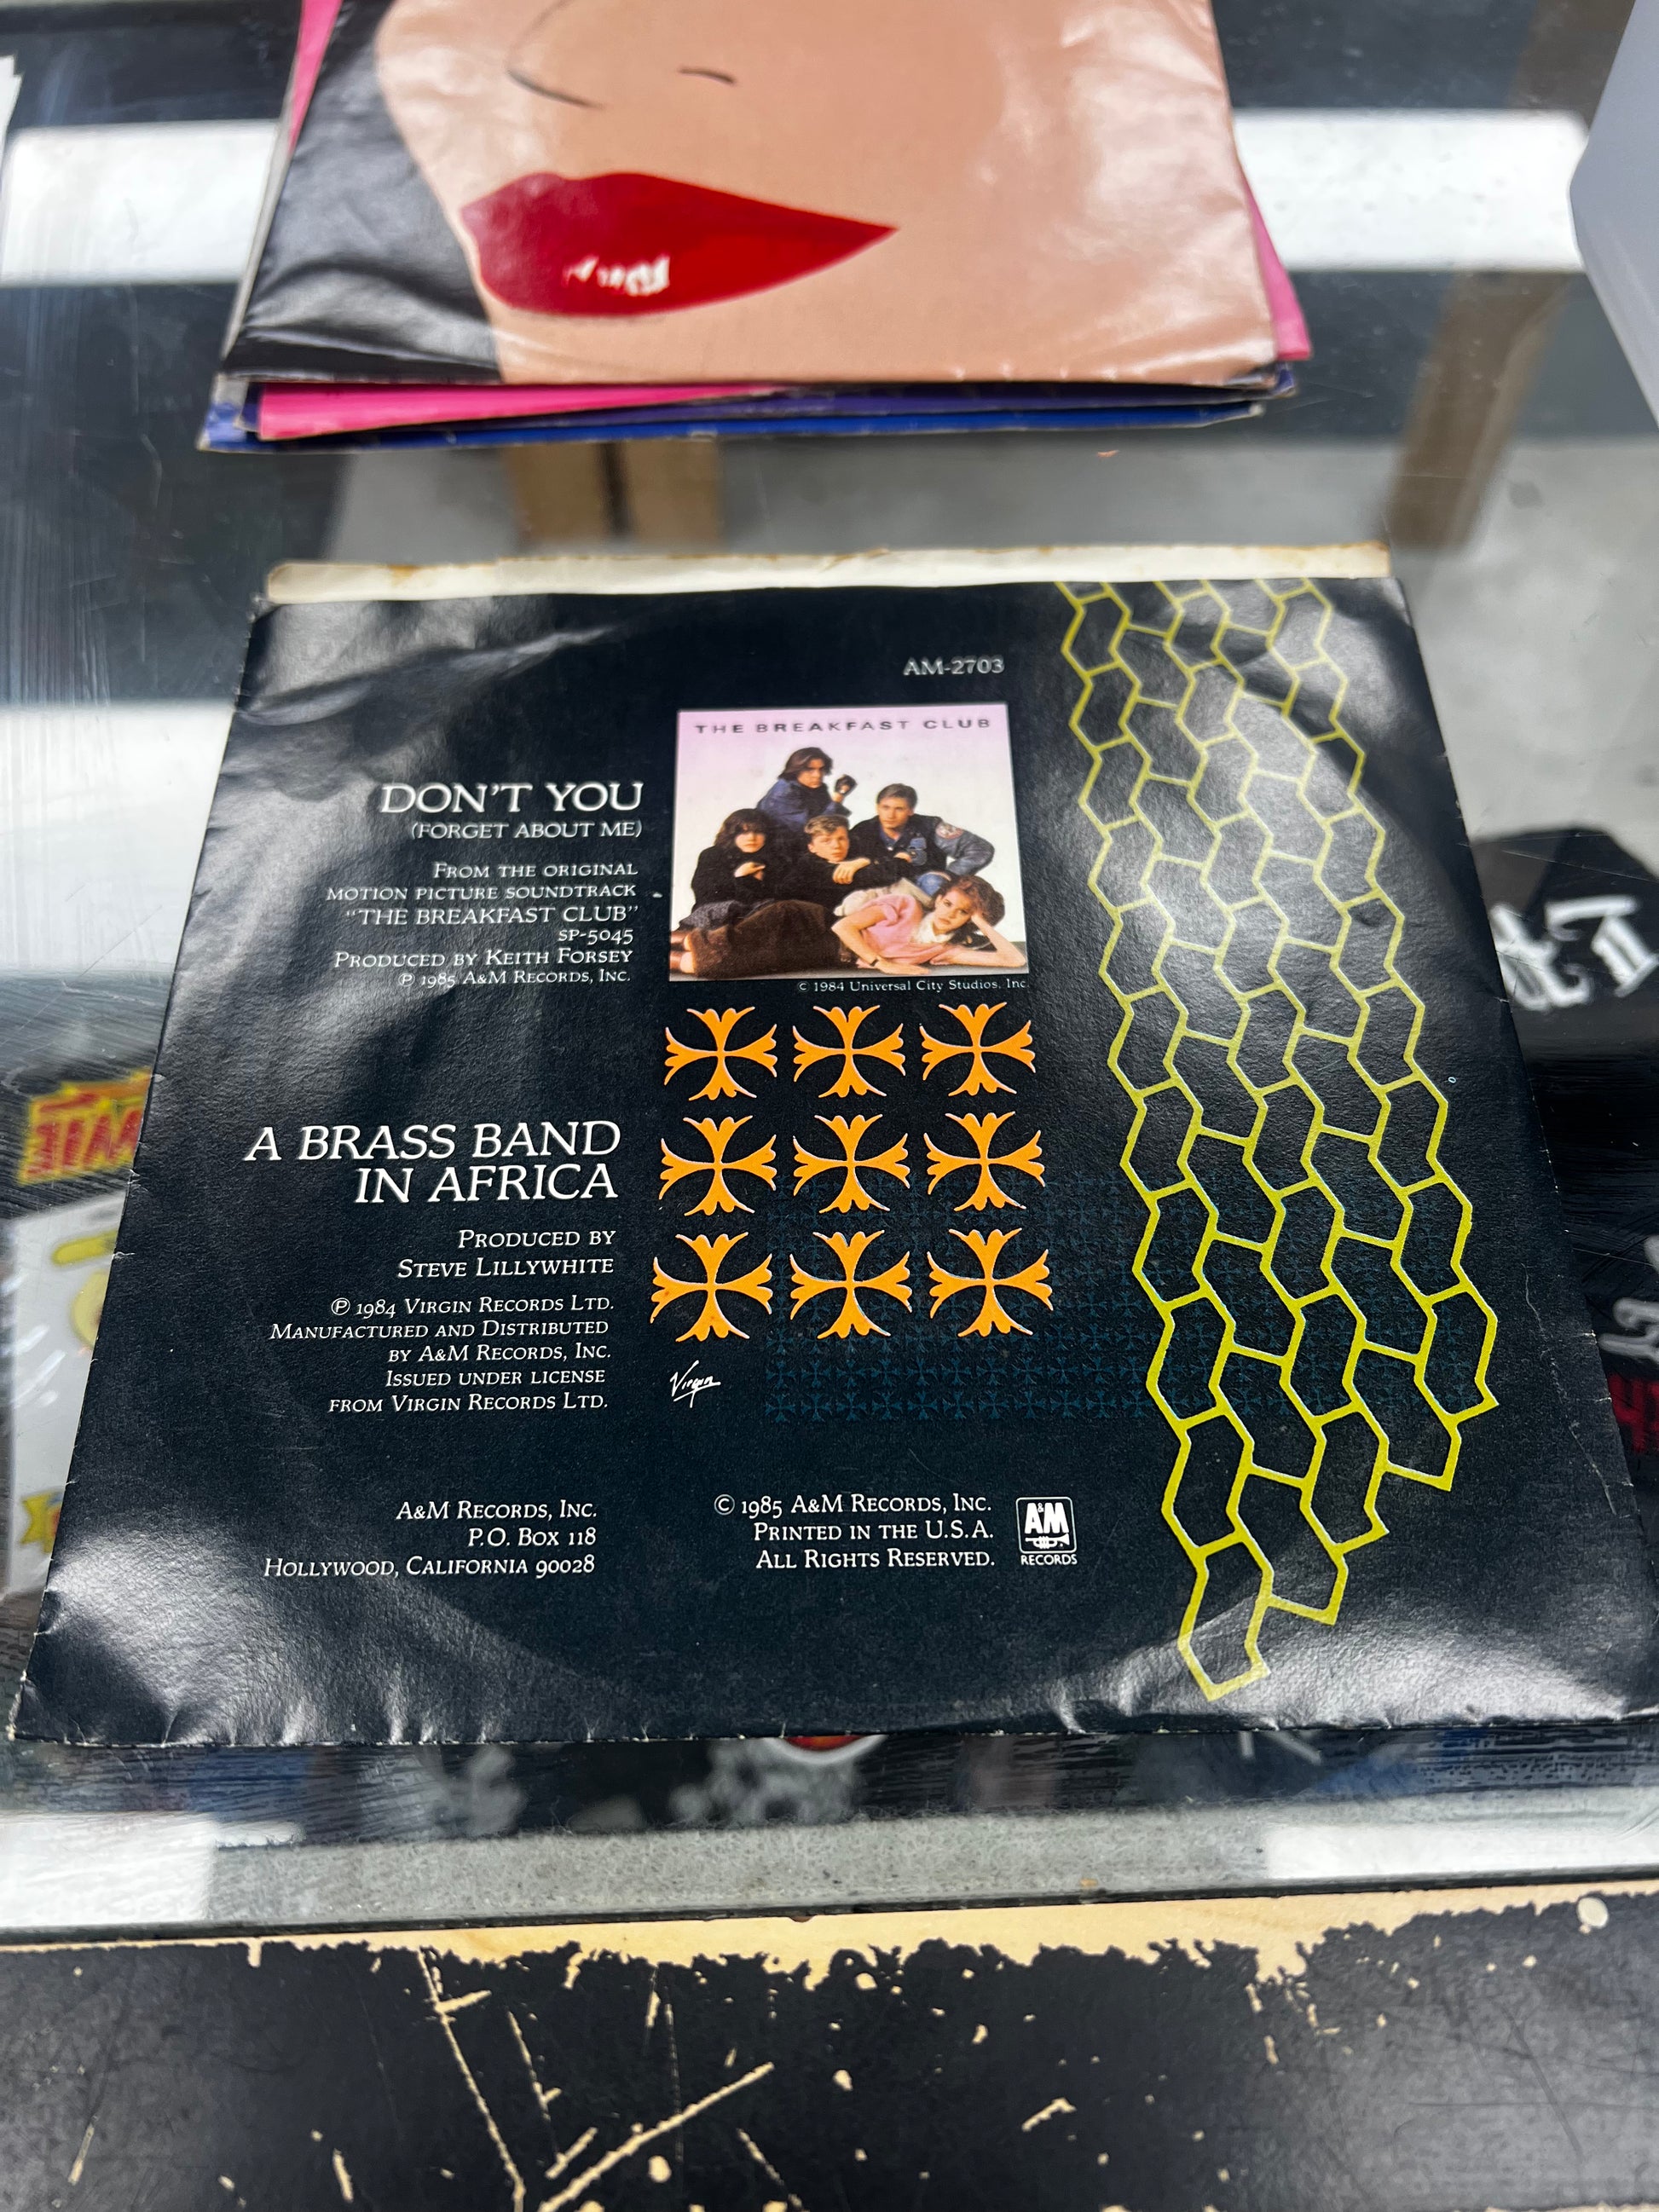 AM-2703
THE BREAKFAST CLUB
DON'T YOU
(FORGET ABOUT ME)
FROM THE ORIGINAL
MOTION PICTURE SOUNDTRACK
"THE BREAKFAST CLUB"
SP-5045
PRODUCED BY KEITH FORSEY
℗ 1985 A&M RECORDS, INC.
© 1984 Universal City Studios, Inc.
A BRASS BAND
IN AFRICA
PRODUCED BY
STEVE LILLYWHITE
℗ 1984 VIRGIN RECORDS LTD.
MANUFACTURED AND DISTRIBUTED
BY A&M RECORDS, INC.
ISSUED UNDER LICENSE
FROM VIRGIN RECORDS LTD.
Virgin
A&M RECORDS, INC.
P.O. BOX 118
HOLLYWOOD, CALIFORNIA 90028
© 1985 A&M RECORDS, INC.
PRINTED IN THE U.S.A.
ALL RIGHTS RESERVED.
A&M
RECORDS